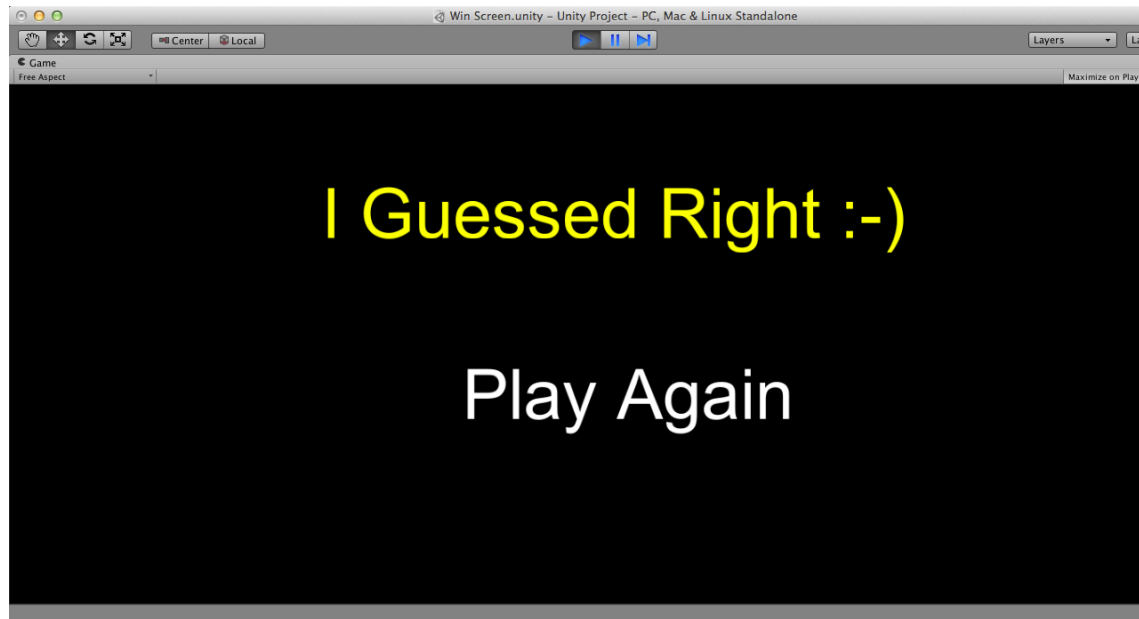 Win Screen.unity – Unity Project – PC, Mac & Linux Standalone
Center Local Layers
Game
Free Aspect Maximize on Play
I Guessed Right :-)
Play Again